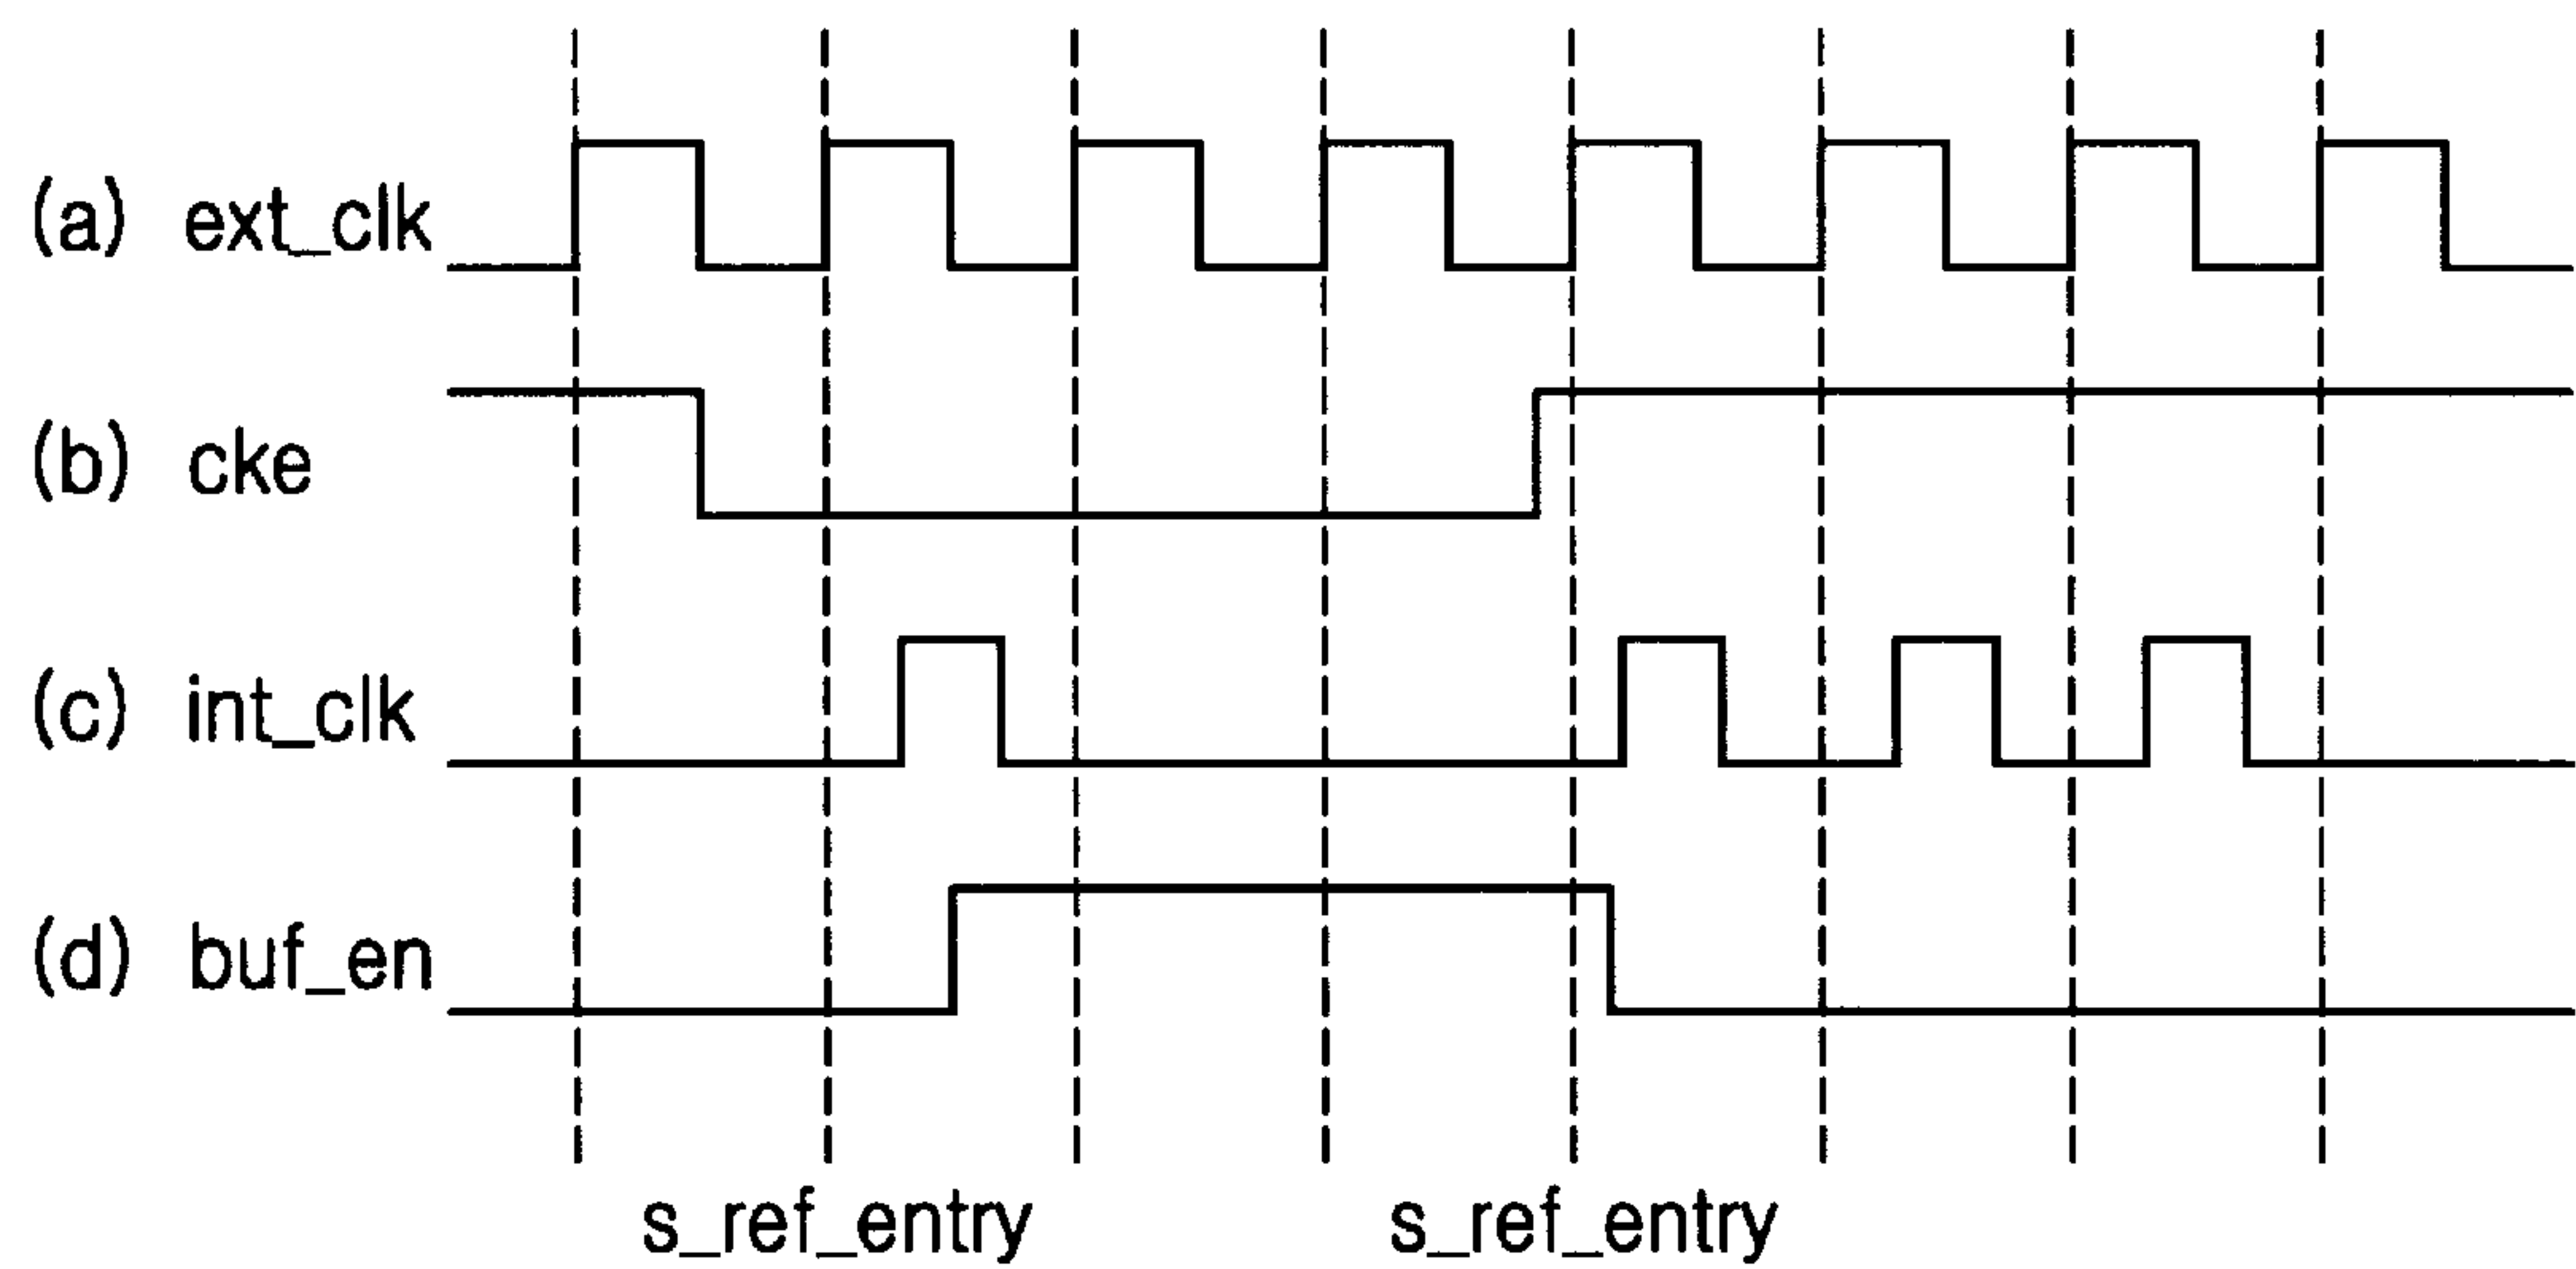 (a) ext_clk
(b) cke
(c) int_clk
(d) buf_en
s_ref_entry s_ref_entry